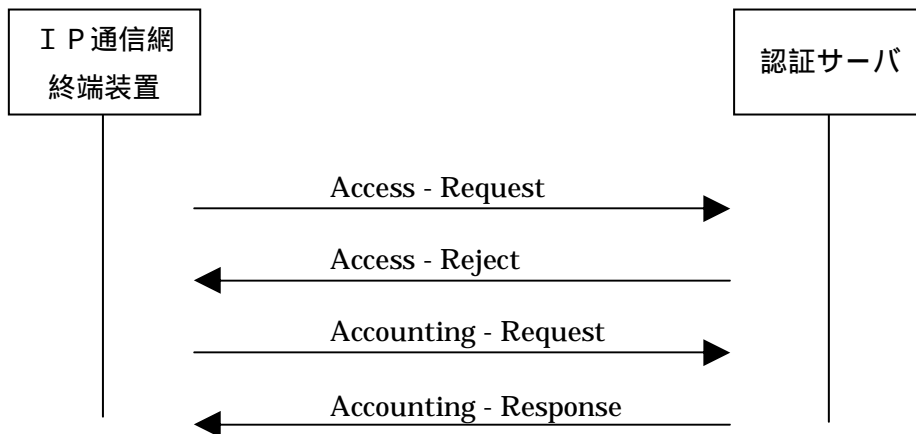 ＩＰ通信網
終端装置
認証サーバ
Access - Request
Access - Reject
Accounting - Request
Accounting - Response